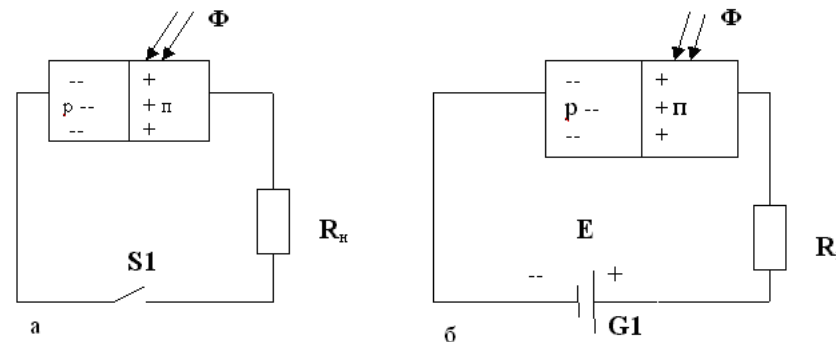 Ф
-- +
р -- + п
-- +
Rн
S1
а
Ф
-- +
р -- + п
-- +
E
-- +
R
G1
б